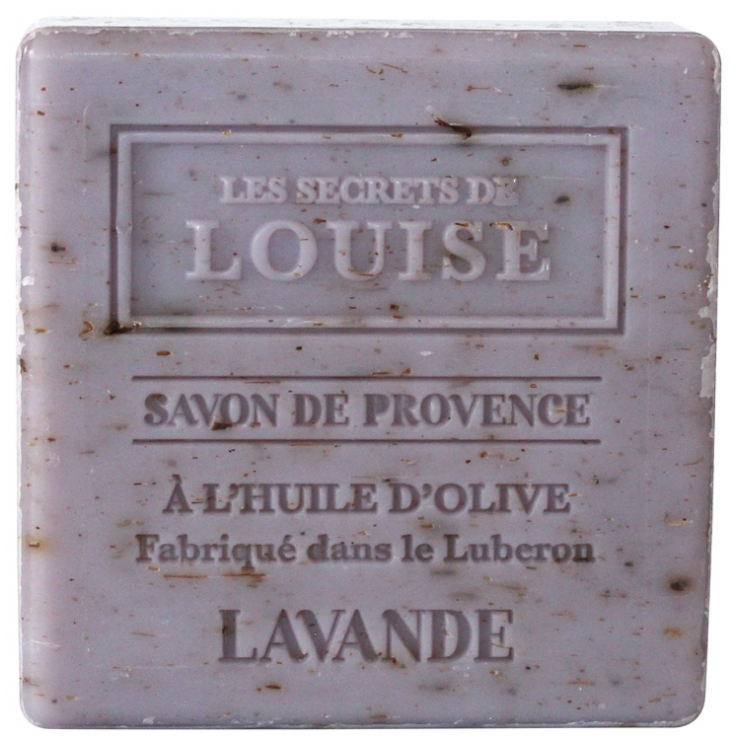 LES SECRETS DE
LOUISE
SAVON DE PROVENCE
À L'HUILE D'OLIVE
Fabriqué dans le Luberon
LAVANDE